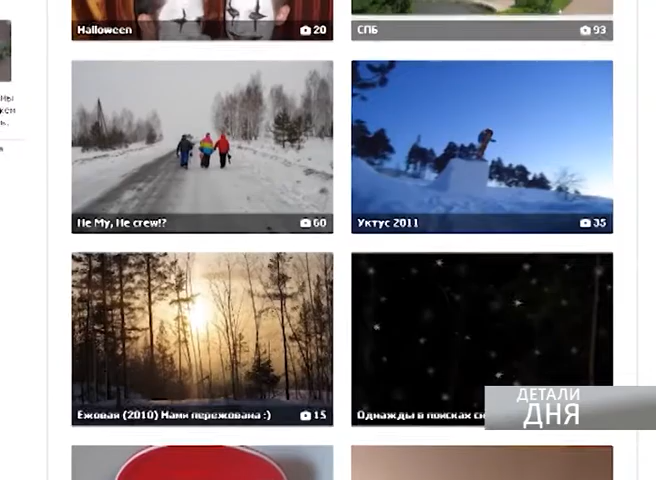 Halloween 20
СПБ 93
Не Му, Не crew!? 60
Уктус 2011 35
Ежовая (2010) Нами пережована :) 15
Однажды в поисках
ДЕТАЛИ
ДНЯ